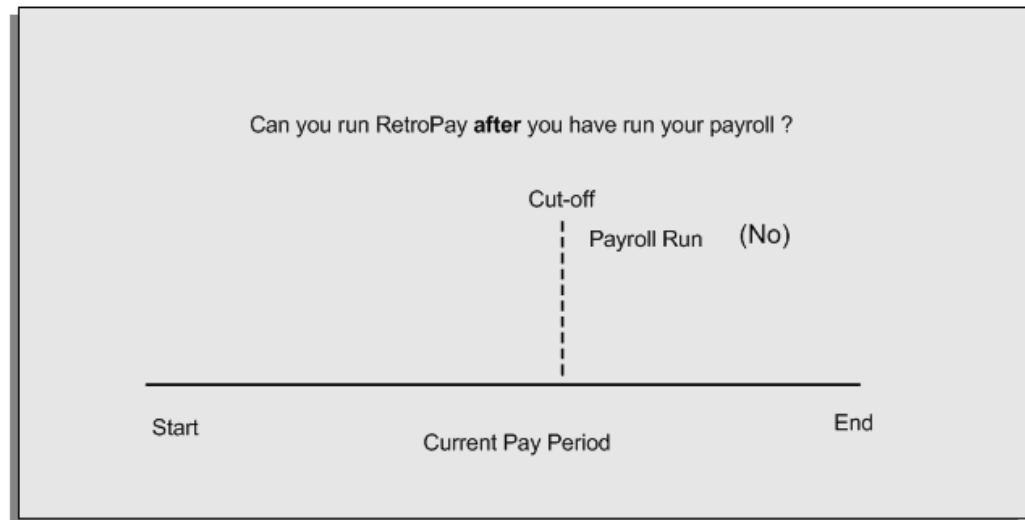 Can you run RetroPay after you have run your payroll ?
Cut-off
Payroll Run (No)
Start
End
Current Pay Period